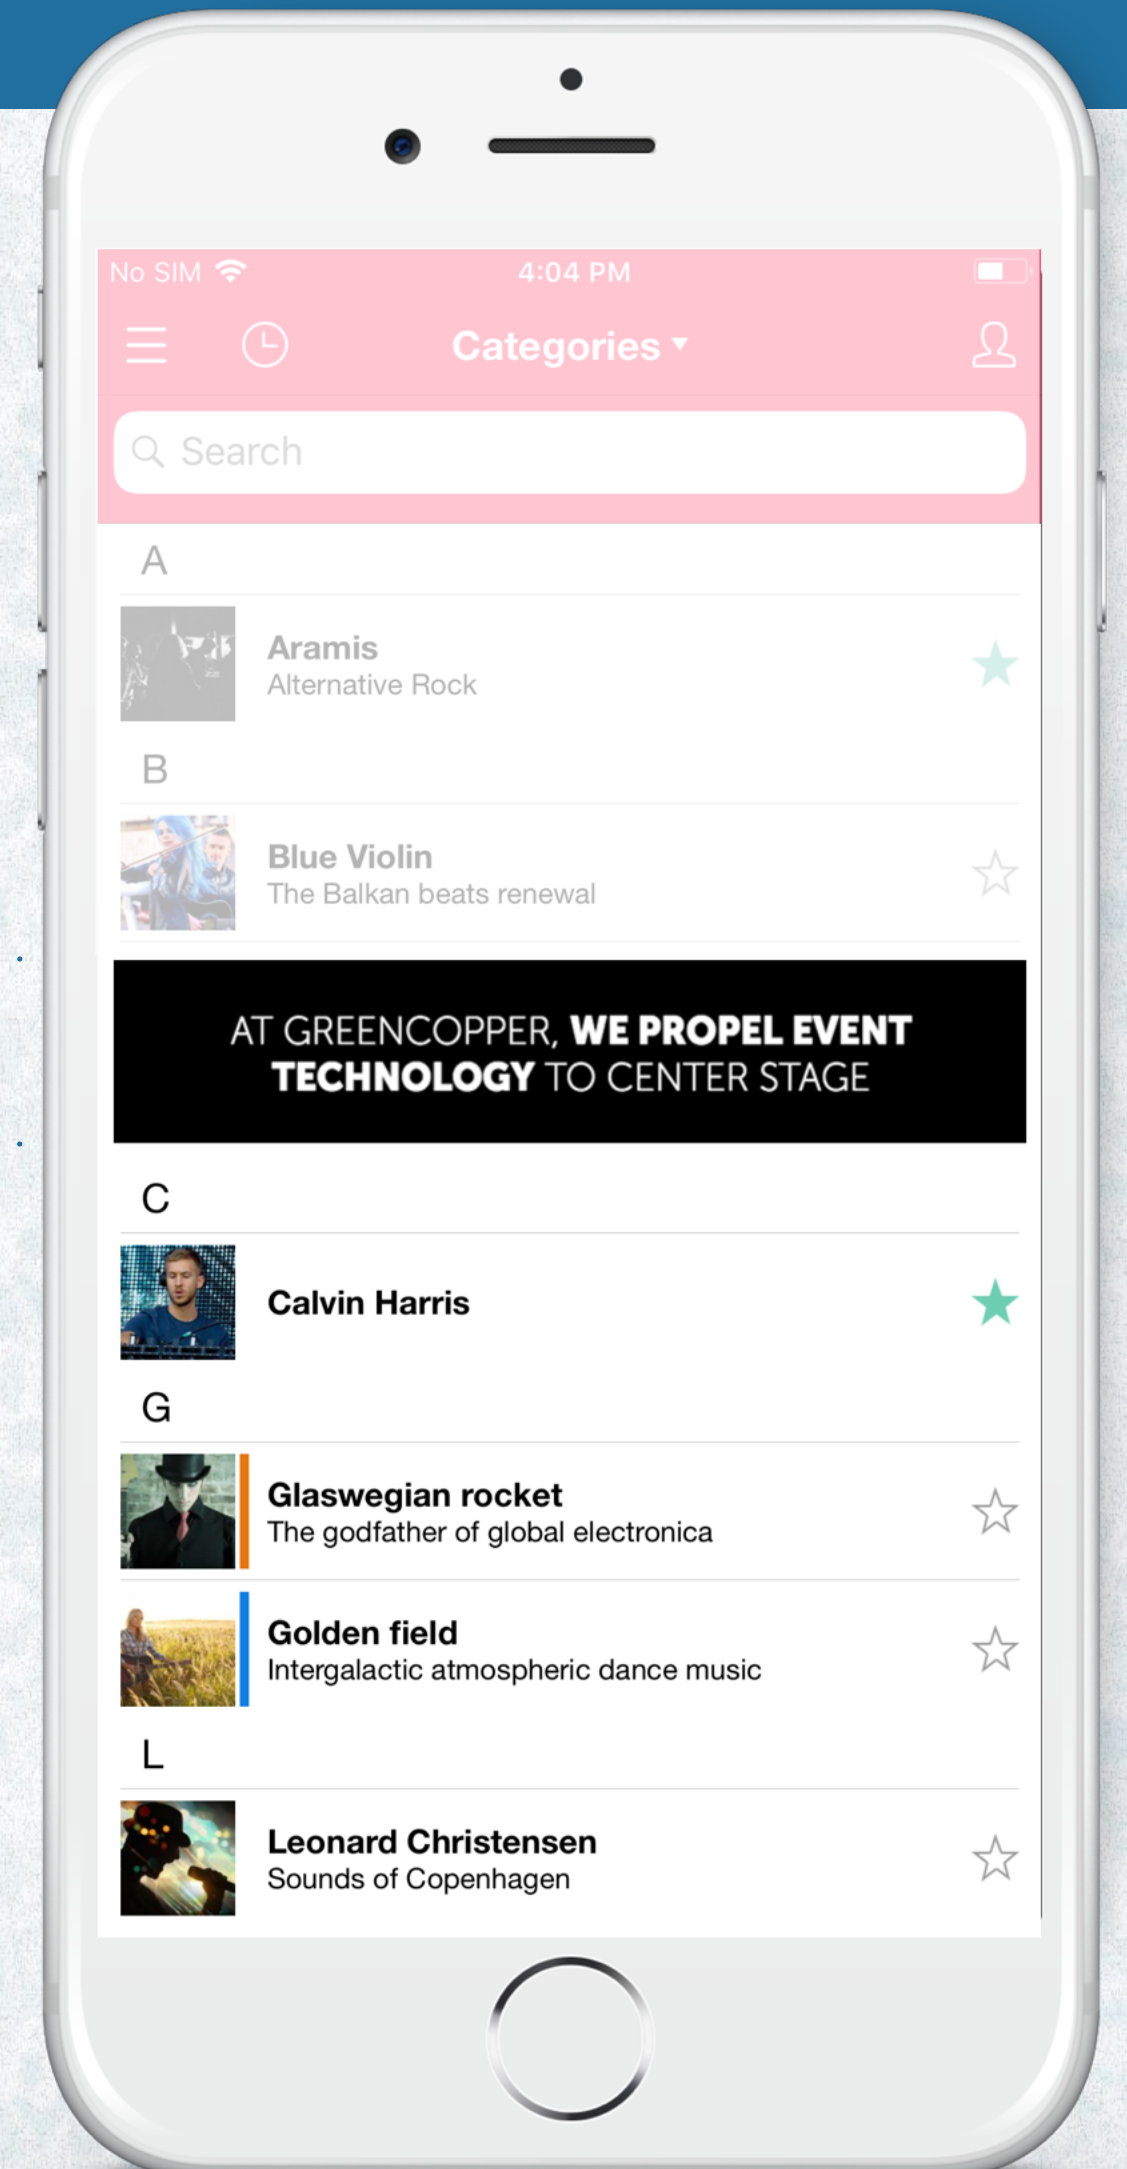 No SIM 4:04 PM
Categories
Search
A
Aramis
Alternative Rock
B
Blue Violin
The Balkan beats renewal
AT GREENCOPPER, WE PROPEL EVENT
TECHNOLOGY TO CENTER STAGE
C
Calvin Harris
G
Glaswegian rocket
The godfather of global electronica
Golden field
Intergalactic atmospheric dance music
L
Leonard Christensen
Sounds of Copenhagen